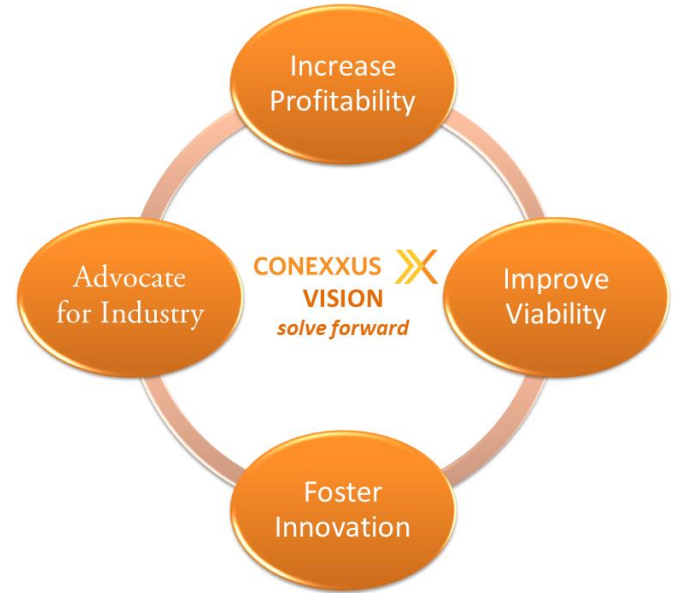 Increase
Profitability
Advocate
for Industry
CONEXXUS
VISION
solve forward
Improve
Viability
Foster
Innovation